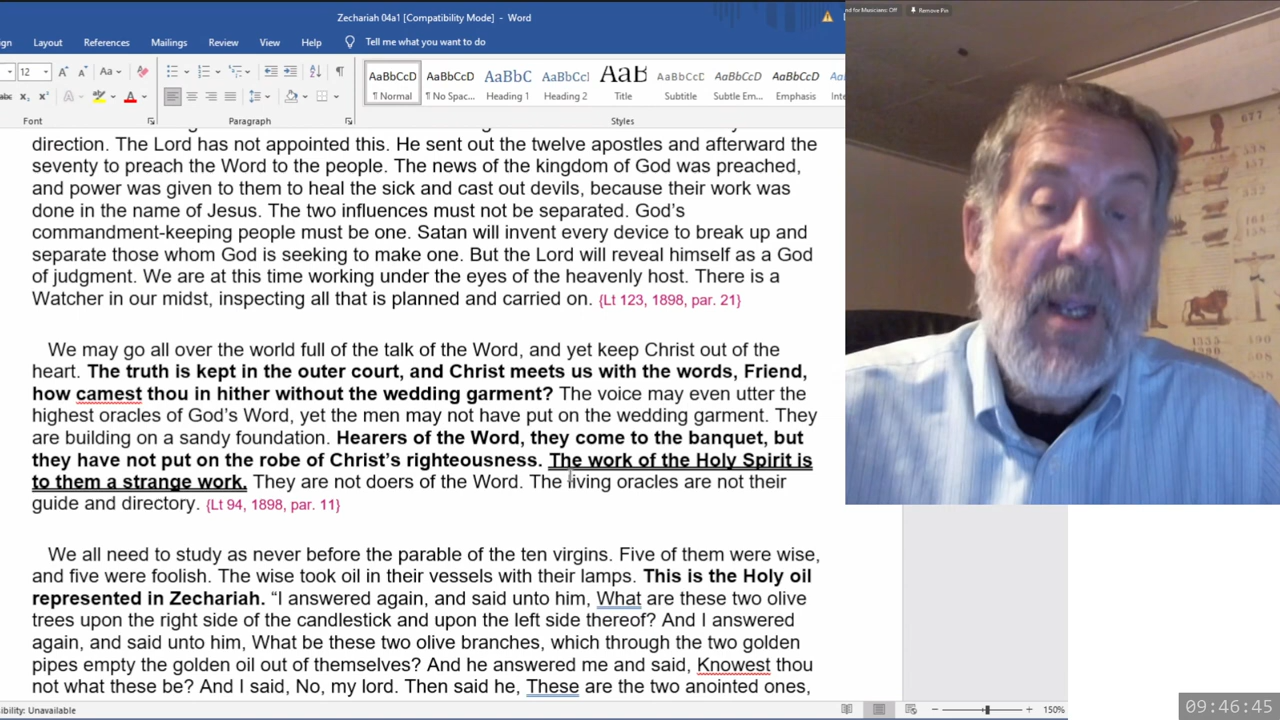 Zechariah 04a1 [Compatibility Mode] - Word
nd for Musicians: Off Remove Pin
ign Layout References Mailings Review View Help Tell me what you want to do
12 Aa
AaBbCcD AaBbCcD AaBbC AaBbCcI AaB AaBbCcD AaBbCcD AaBbCcD
¶ Normal ¶ No Spac... Heading 1 Heading 2 Title Subtitle Subtle Em... Emphasis Inte
Font Paragraph Styles
direction. The Lord has not appointed this. He sent out the twelve apostles and afterward the
seventy to preach the Word to the people. The news of the kingdom of God was preached,
and power was given to them to heal the sick and cast out devils, because their work was
done in the name of Jesus. The two influences must not be separated. God’s
commandment-keeping people must be one. Satan will invent every device to break up and
separate those whom God is seeking to make one. But the Lord will reveal himself as a God
of judgment. We are at this time working under the eyes of the heavenly host. There is a
Watcher in our midst, inspecting all that is planned and carried on. {Lt 123, 1898, par. 21}
We may go all over the world full of the talk of the Word, and yet keep Christ out of the
heart. The truth is kept in the outer court, and Christ meets us with the words, Friend,
how camest thou in hither without the wedding garment? The voice may even utter the
highest oracles of God’s Word, yet the men may not have put on the wedding garment. They
are building on a sandy foundation. Hearers of the Word, they come to the banquet, but
they have not put on the robe of Christ’s righteousness. The work of the Holy Spirit is
to them a strange work. They are not doers of the Word. The living oracles are not their
guide and directory. {Lt 94, 1898, par. 11}
We all need to study as never before the parable of the ten virgins. Five of them were wise,
and five were foolish. The wise took oil in their vessels with their lamps. This is the Holy oil
represented in Zechariah. “I answered again, and said unto him, What are these two olive
trees upon the right side of the candlestick and upon the left side thereof? And I answered
again, and said unto him, What be these two olive branches, which through the two golden
pipes empty the golden oil out of themselves? And he answered me and said, Knowest thou
not what these be? And I said, No, my lord. Then said he, These are the two anointed ones,
ibility: Unavailable
150%
677
538
457
508
09:46:45